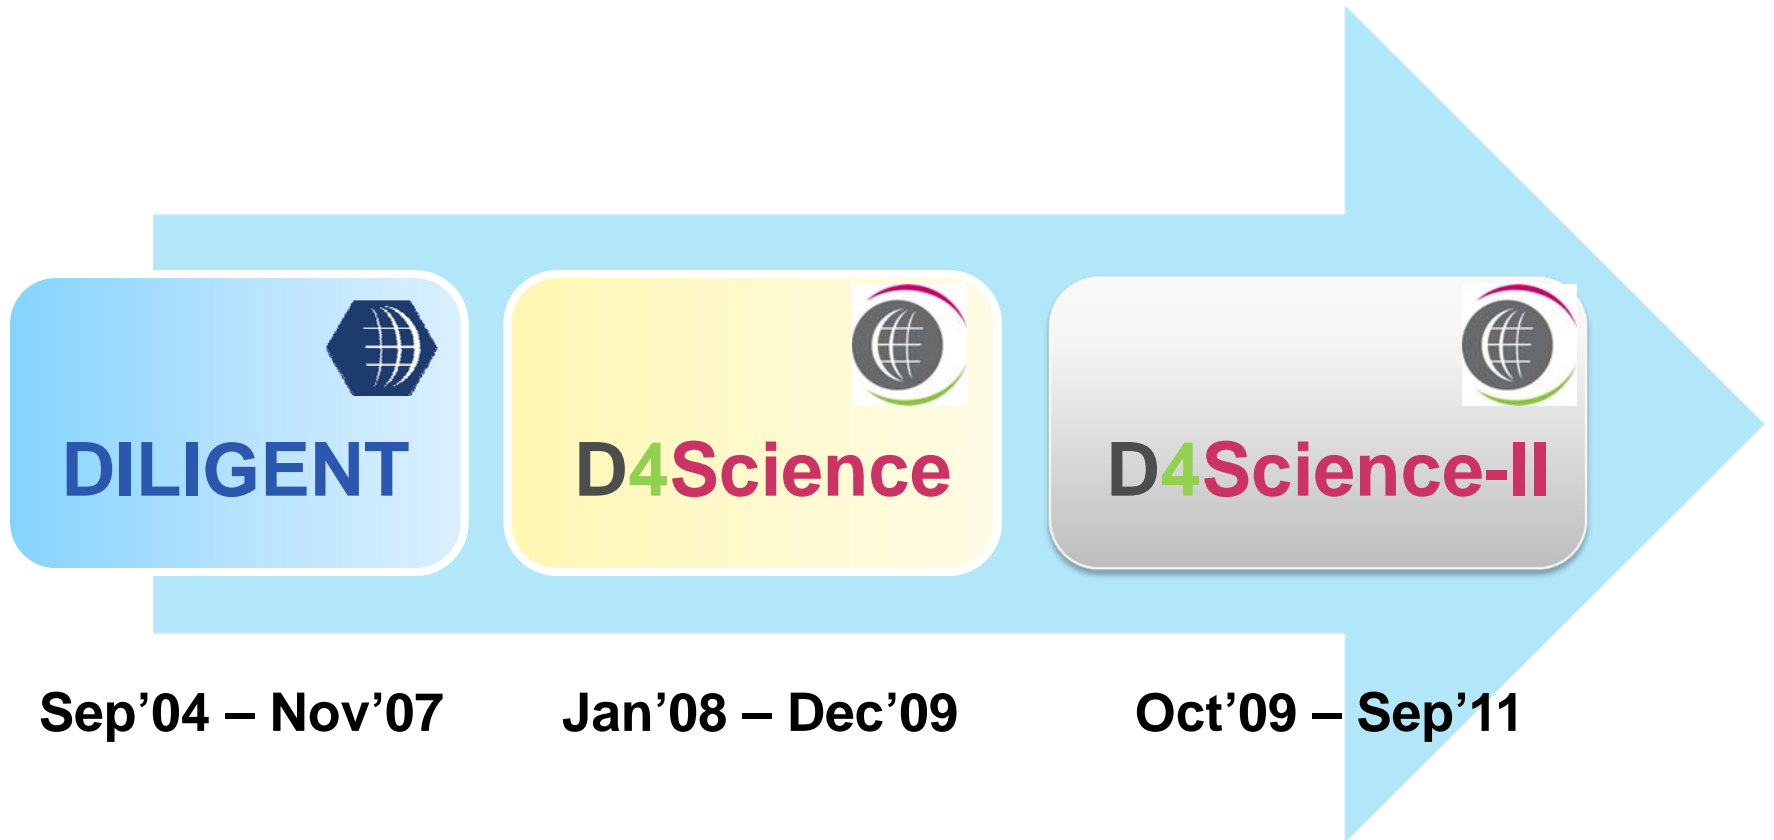 DILIGENT
D4Science
D4Science-II
Sep’04 – Nov’07
Jan’08 – Dec’09
Oct’09 – Sep’11